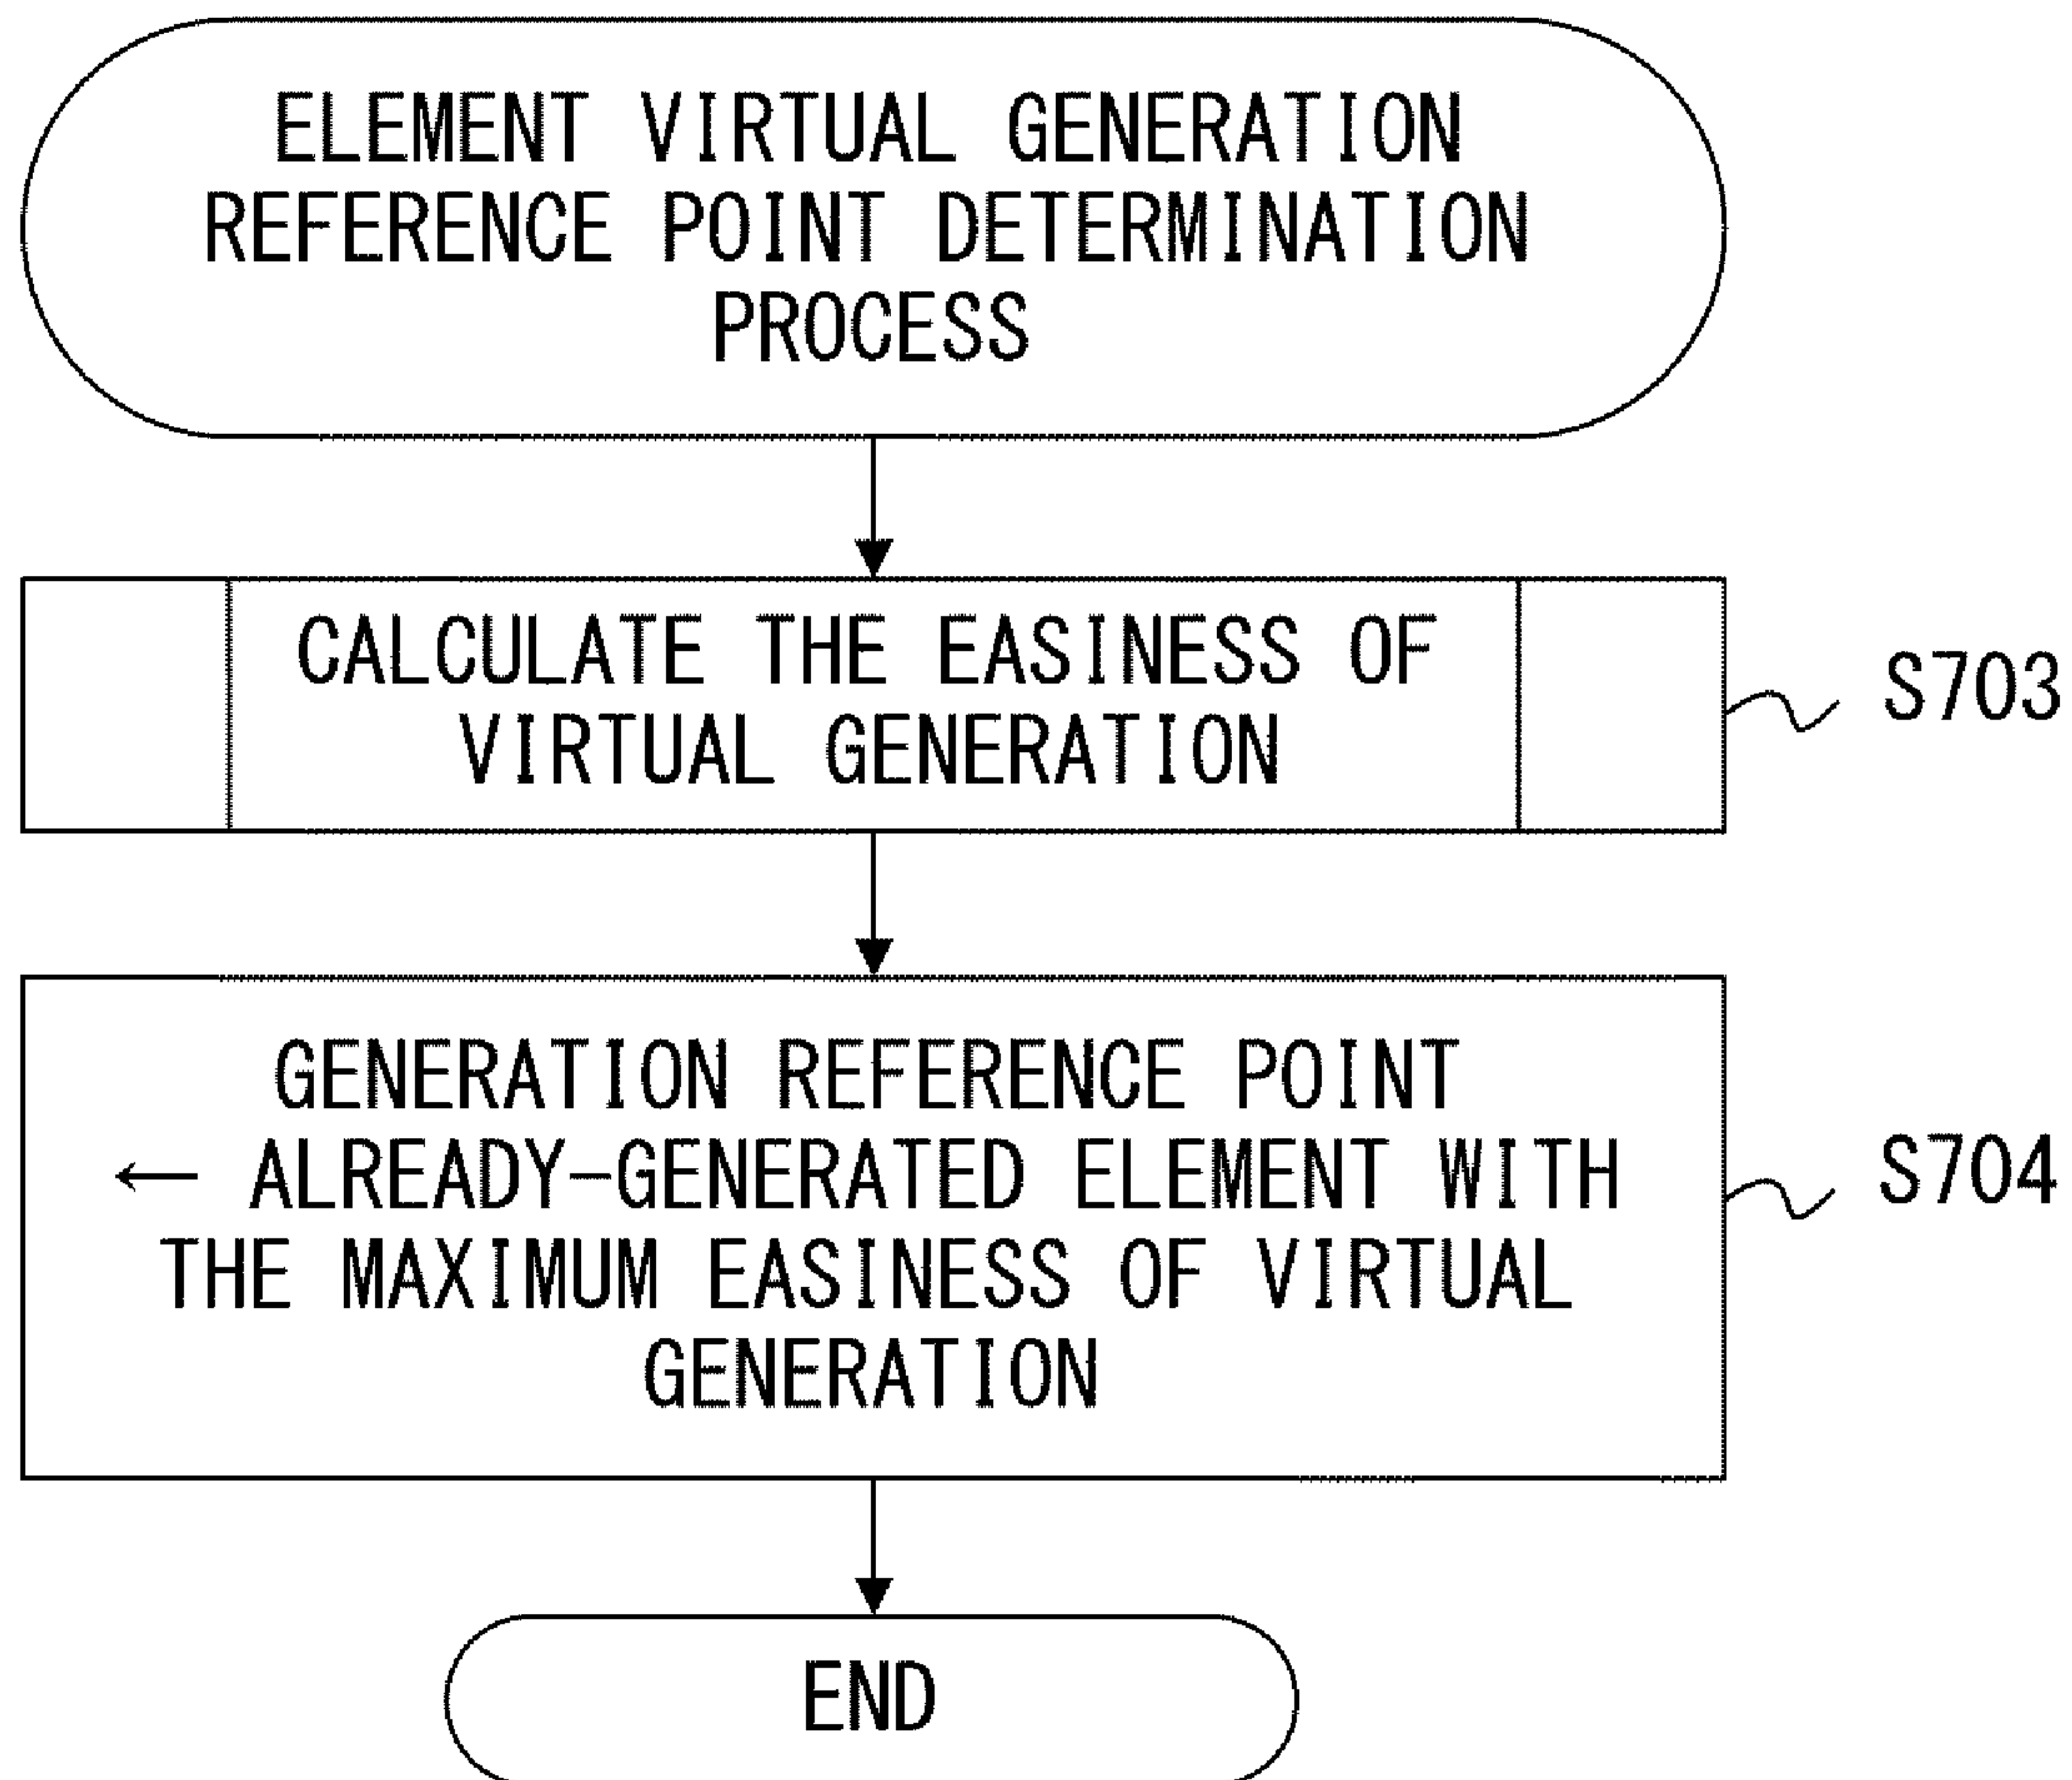 ELEMENT VIRTUAL GENERATION
REFERENCE POINT DETERMINATION
PROCESS
CALCULATE THE EASINESS OF
VIRTUAL GENERATION
S703
GENERATION REFERENCE POINT
← ALREADY-GENERATED ELEMENT WITH
THE MAXIMUM EASINESS OF VIRTUAL
GENERATION
S704
END